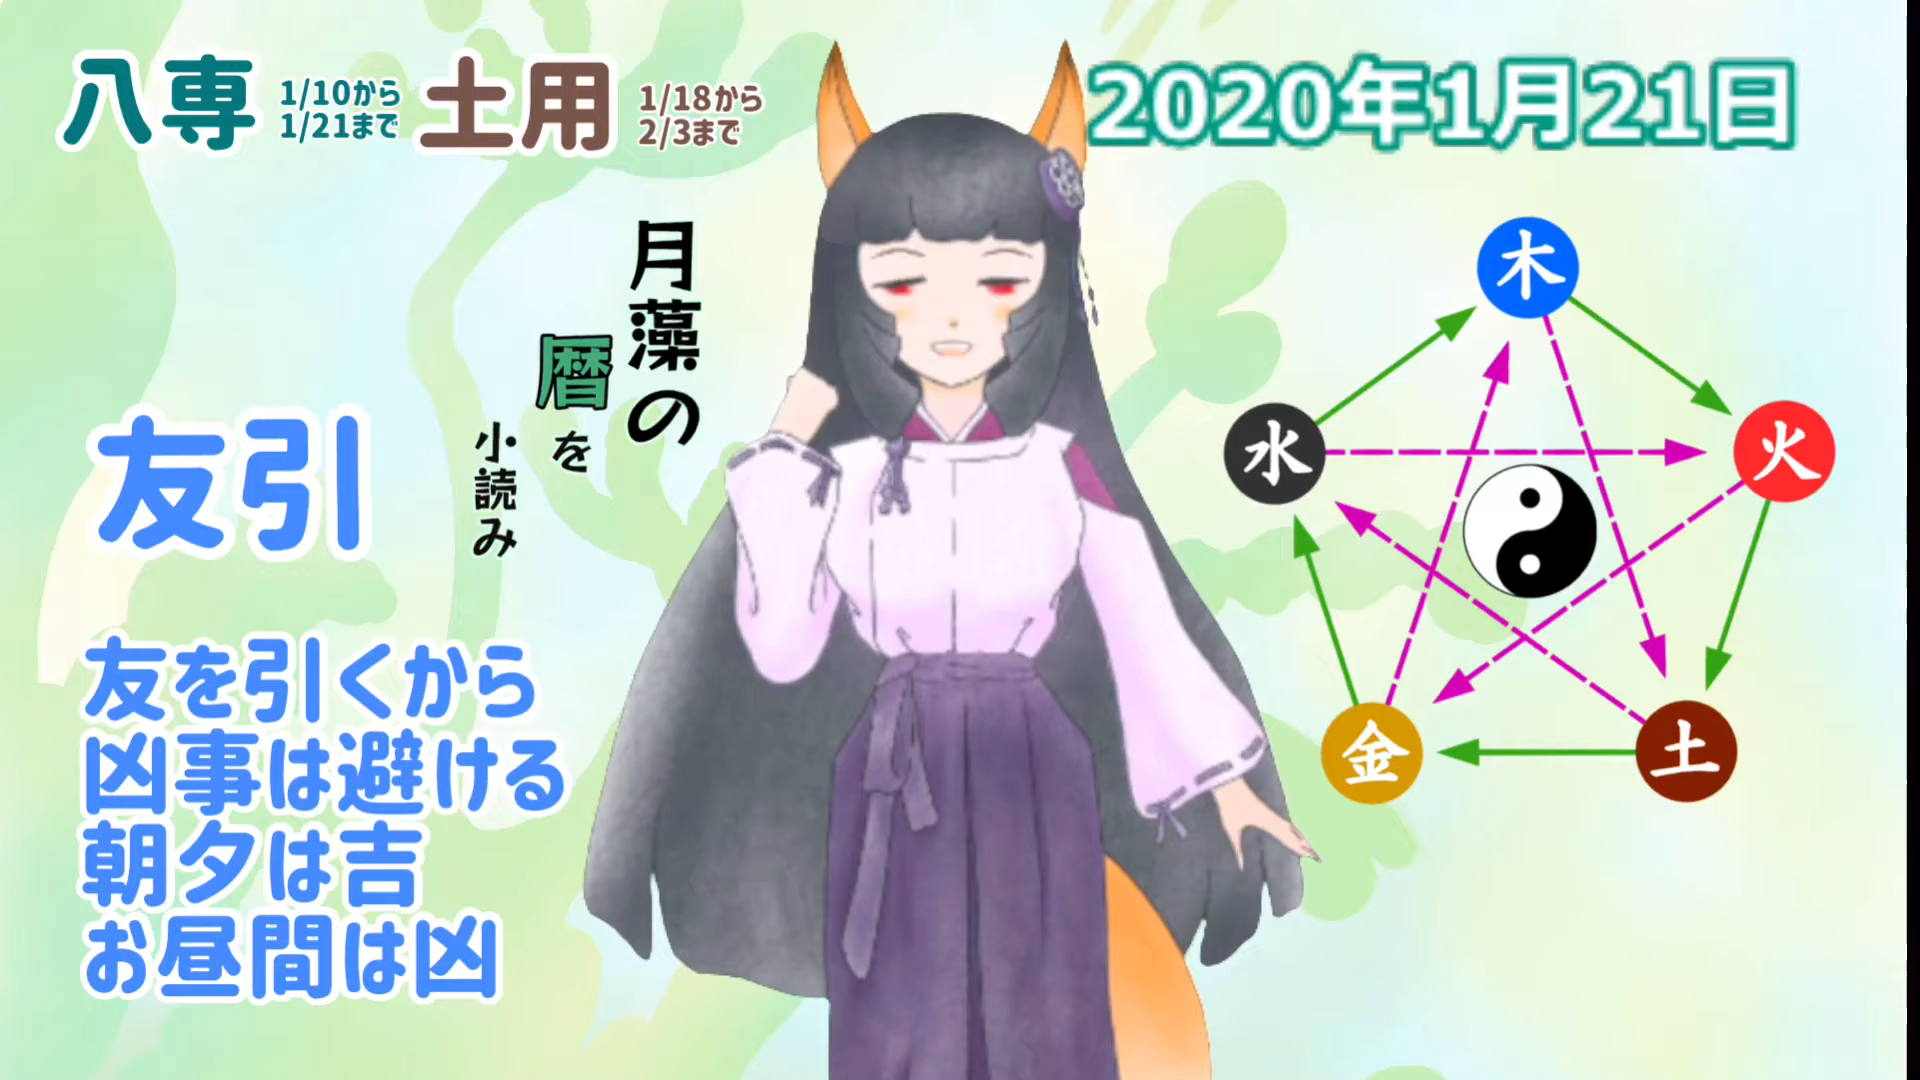 八専
1/10から
1/21まで
土用
1/18から
2/3まで
2020年1月21日
月藻の
暦を
小読み
友引
友を引くから
凶事は避ける
朝夕は吉
お昼間は凶
木
火
土
金
水